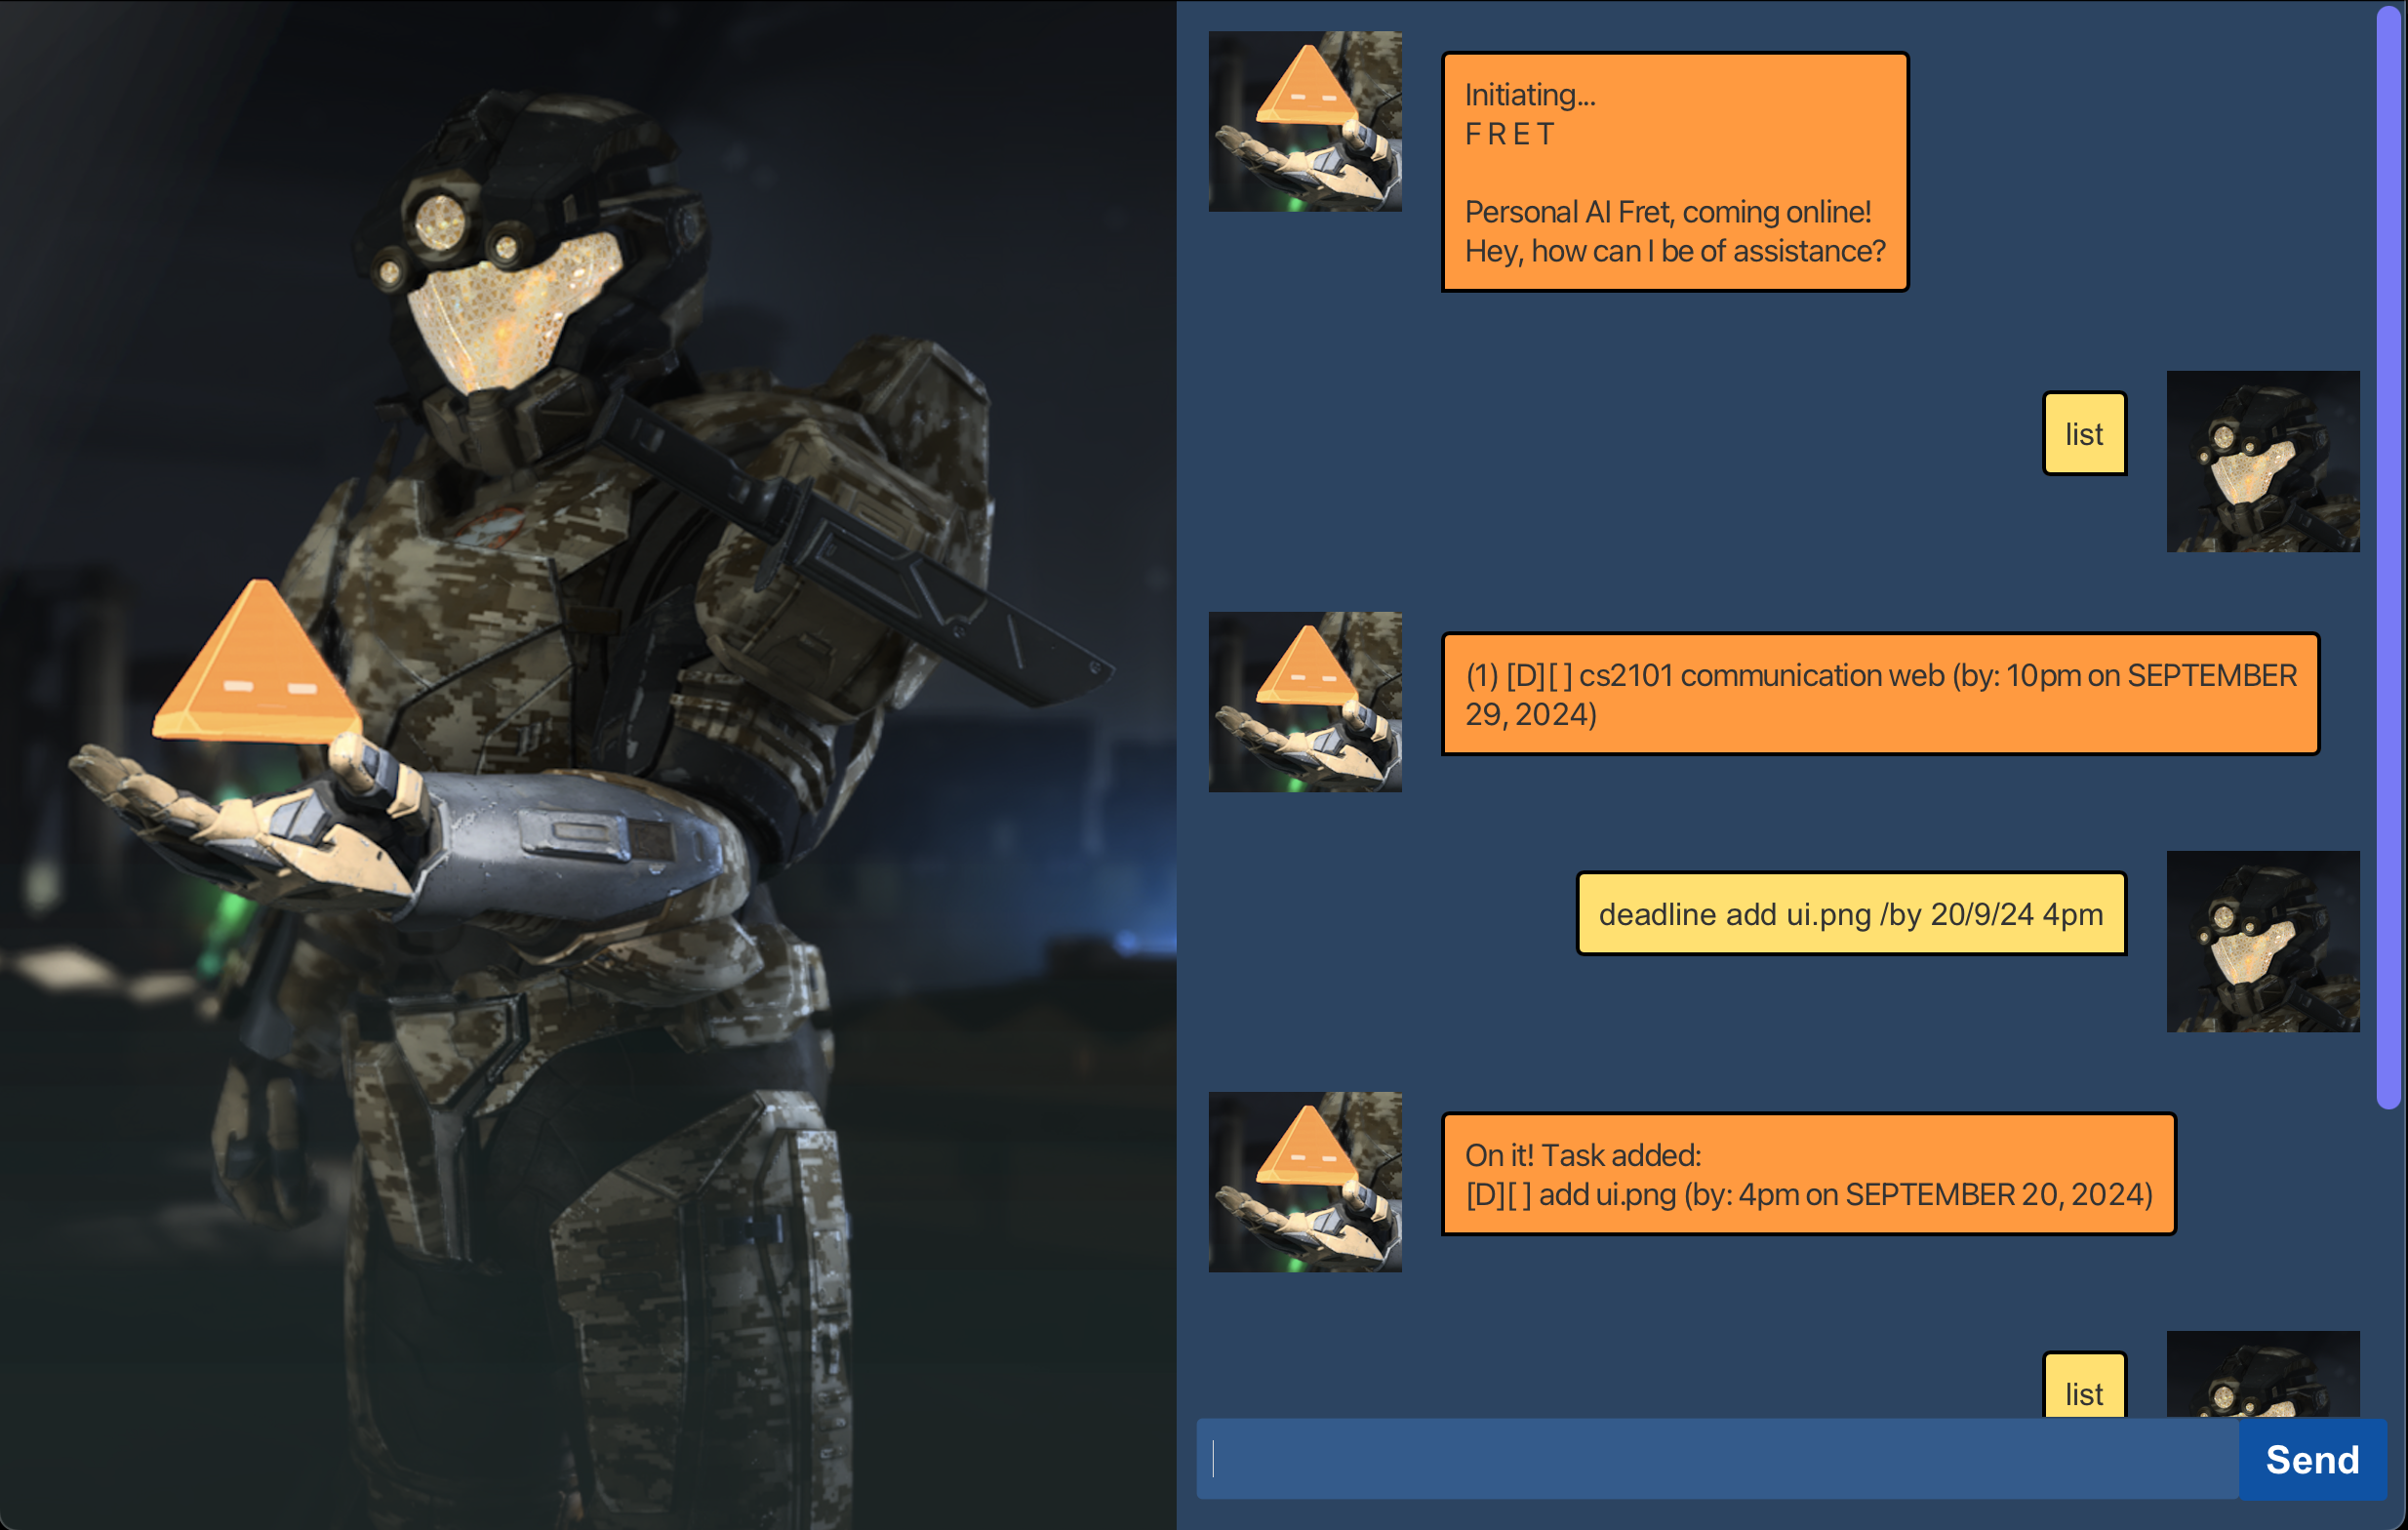 Initiating...
F R E T
Personal AI Fret, coming online!
Hey, how can I be of assistance?
list
(1) [D][ ] cs2101 communication web (by: 10pm on SEPTEMBER
29, 2024)
deadline add ui.png /by 20/9/24 4pm
On it! Task added:
[D][ ] add ui.png (by: 4pm on SEPTEMBER 20, 2024)
list
Send